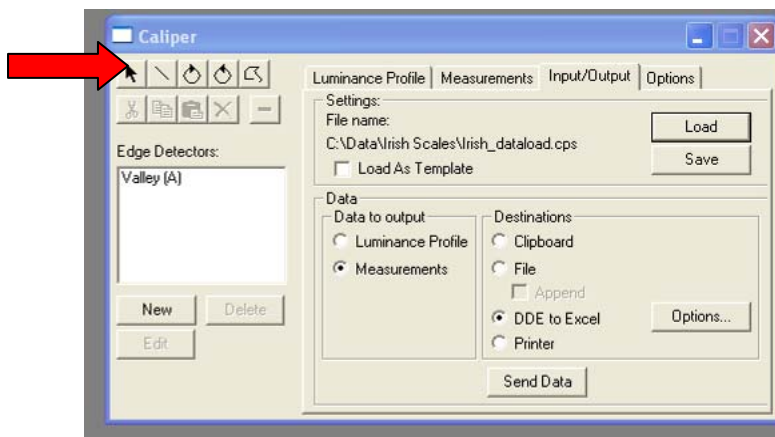 Caliper
Luminance Profile
Measurements
Input/Output
Options
Settings:
File name:
C:\Data\Irish Scales\Irish_dataload.cps
Load As Template
Load
Save
Edge Detectors:
Valley (A)
New
Delete
Edit
Data
Data to output
Luminance Profile
Measurements
Destinations
Clipboard
File
Append
DDE to Excel
Printer
Options...
Send Data